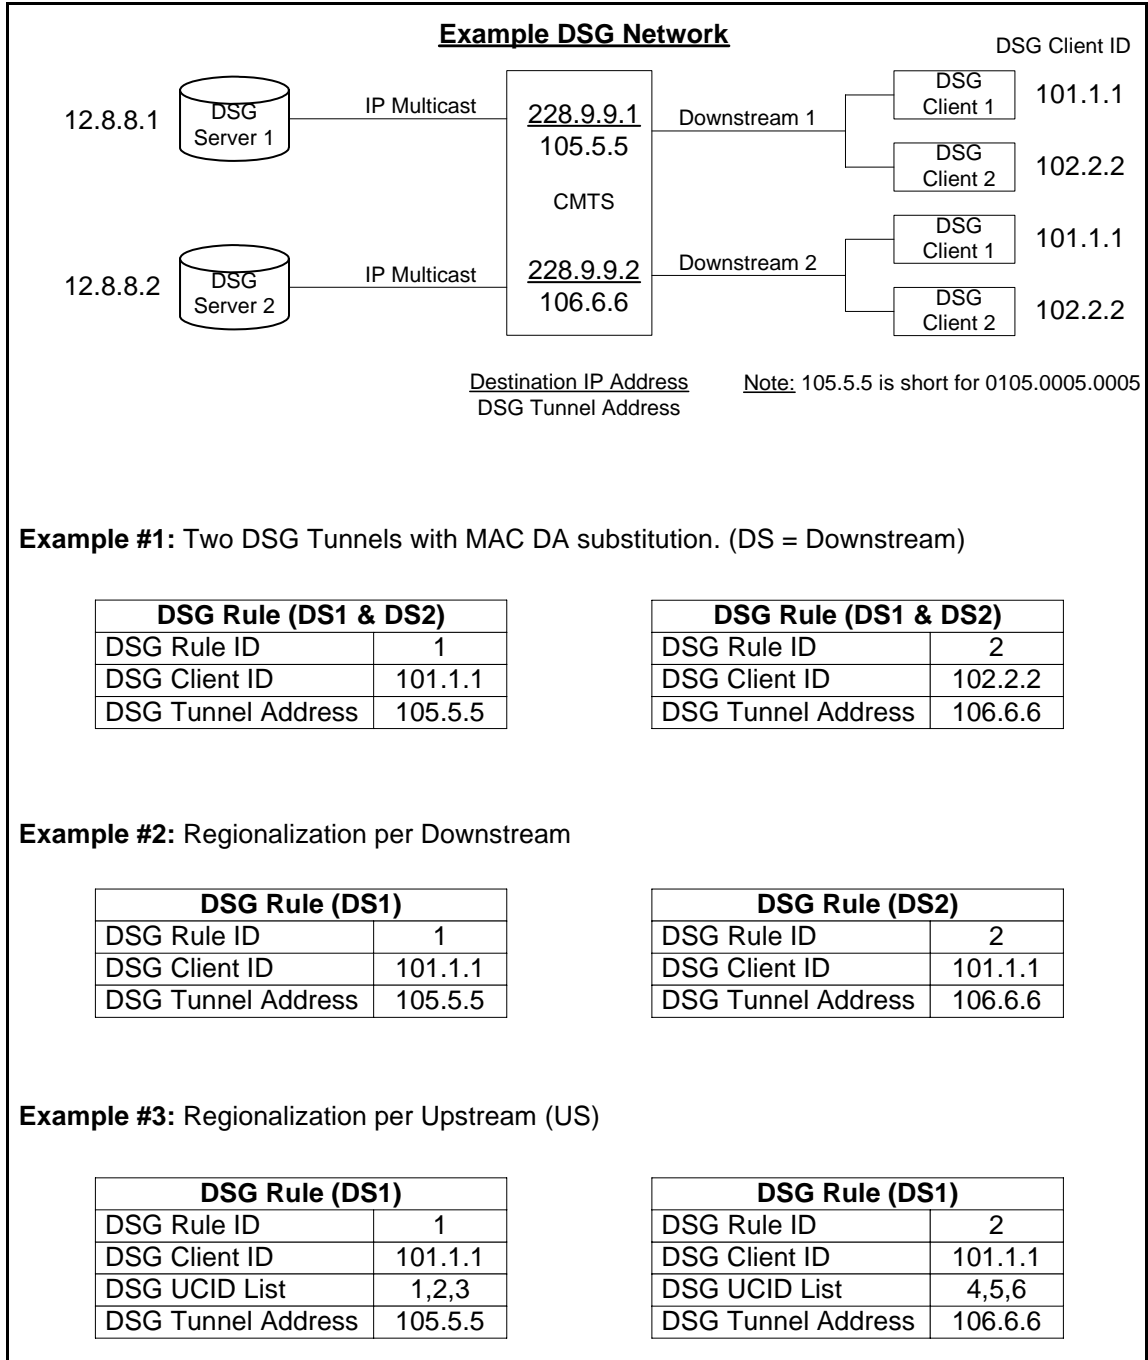 Example DSG Network
DSG Client ID
12.8.8.1
DSG
Server 1
IP Multicast
228.9.9.1
105.5.5
CMTS
Downstream 1
DSG
Client 1
101.1.1
DSG
Client 2
102.2.2
12.8.8.2
DSG
Server 2
IP Multicast
228.9.9.2
106.6.6
Downstream 2
DSG
Client 1
101.1.1
DSG
Client 2
102.2.2
Destination IP Address
DSG Tunnel Address
Note: 105.5.5 is short for 0105.0005.0005
Example #1: Two DSG Tunnels with MAC DA substitution. (DS = Downstream)
DSG Rule (DS1 & DS2)
DSG Rule ID 1
DSG Client ID 101.1.1
DSG Tunnel Address 105.5.5
DSG Rule (DS1 & DS2)
DSG Rule ID 2
DSG Client ID 102.2.2
DSG Tunnel Address 106.6.6
Example #2: Regionalization per Downstream
DSG Rule (DS1)
DSG Rule ID 1
DSG Client ID 101.1.1
DSG Tunnel Address 105.5.5
DSG Rule (DS2)
DSG Rule ID 2
DSG Client ID 101.1.1
DSG Tunnel Address 106.6.6
Example #3: Regionalization per Upstream (US)
DSG Rule (DS1)
DSG Rule ID 1
DSG Client ID 101.1.1
DSG UCID List 1,2,3
DSG Tunnel Address 105.5.5
DSG Rule (DS1)
DSG Rule ID 2
DSG Client ID 101.1.1
DSG UCID List 4,5,6
DSG Tunnel Address 106.6.6